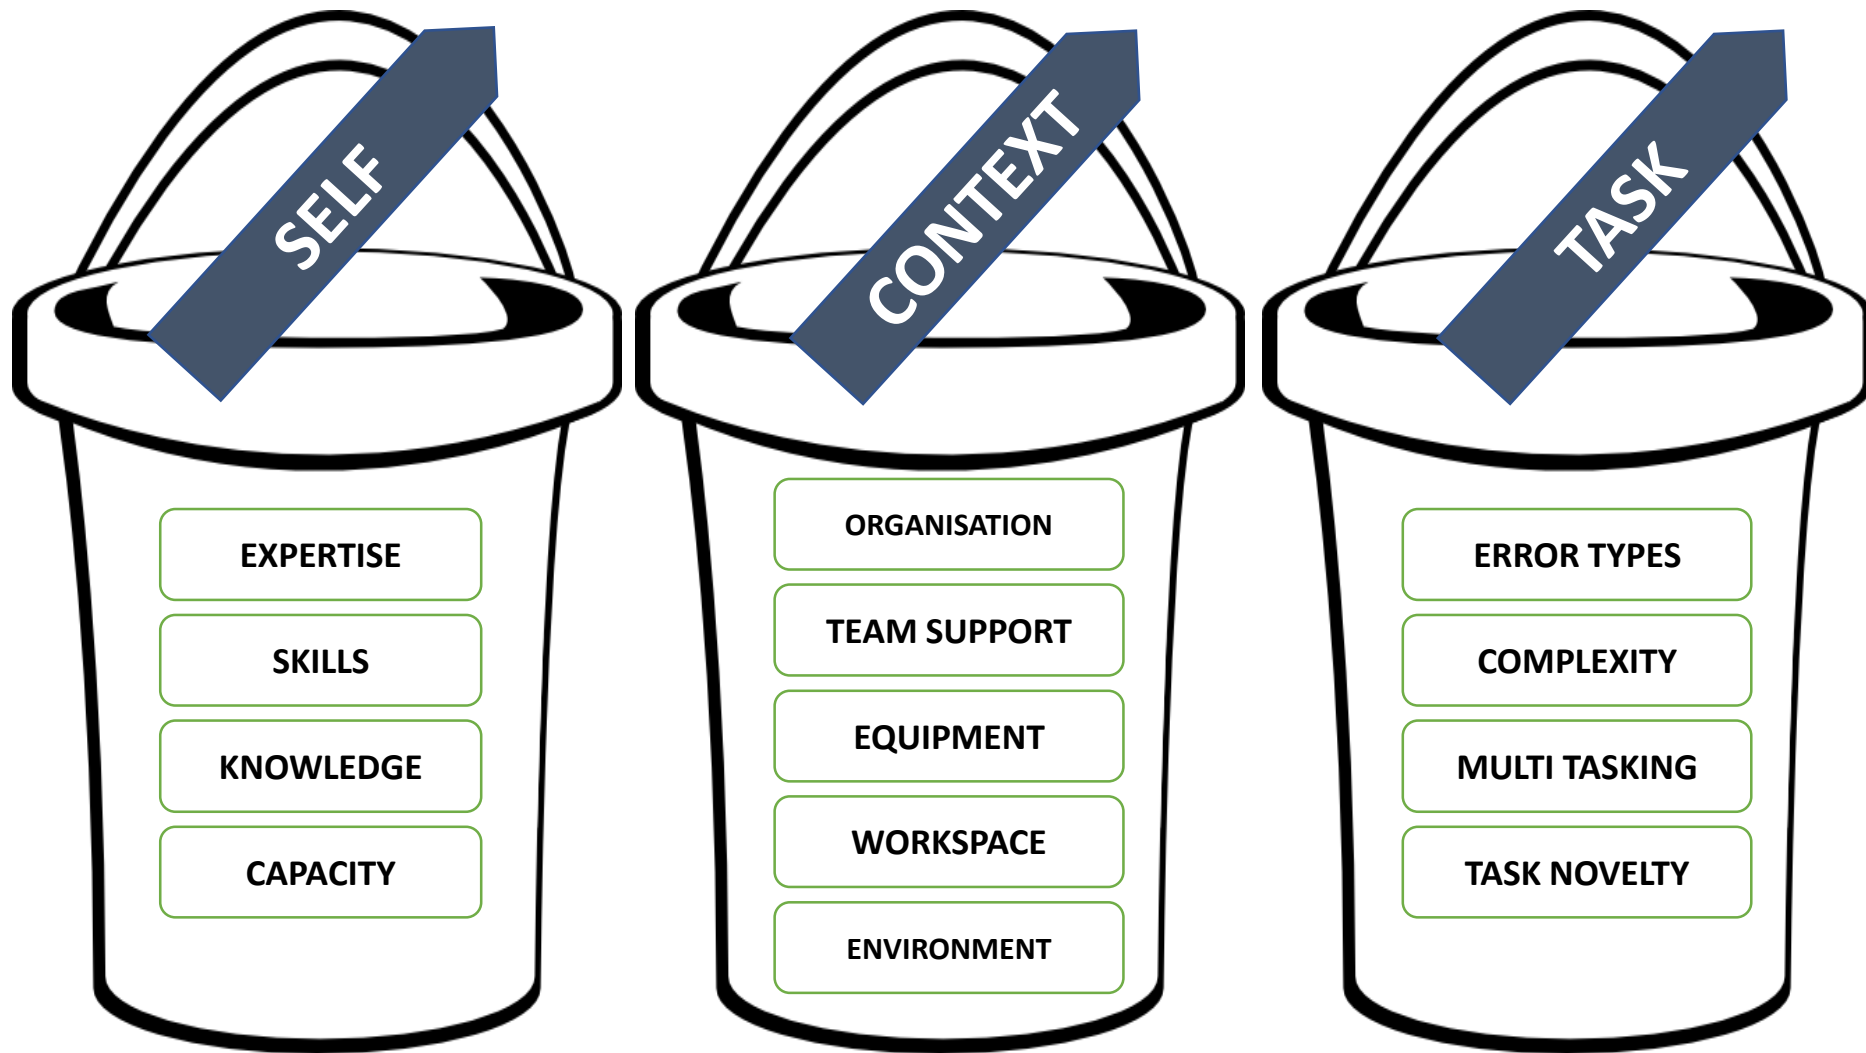 SELF
EXPERTISE
SKILLS
KNOWLEDGE
CAPACITY
CONTEXT
ORGANISATION
TEAM SUPPORT
EQUIPMENT
WORKSPACE
ENVIRONMENT
TASK
ERROR TYPES
COMPLEXITY
MULTI TASKING
TASK NOVELTY